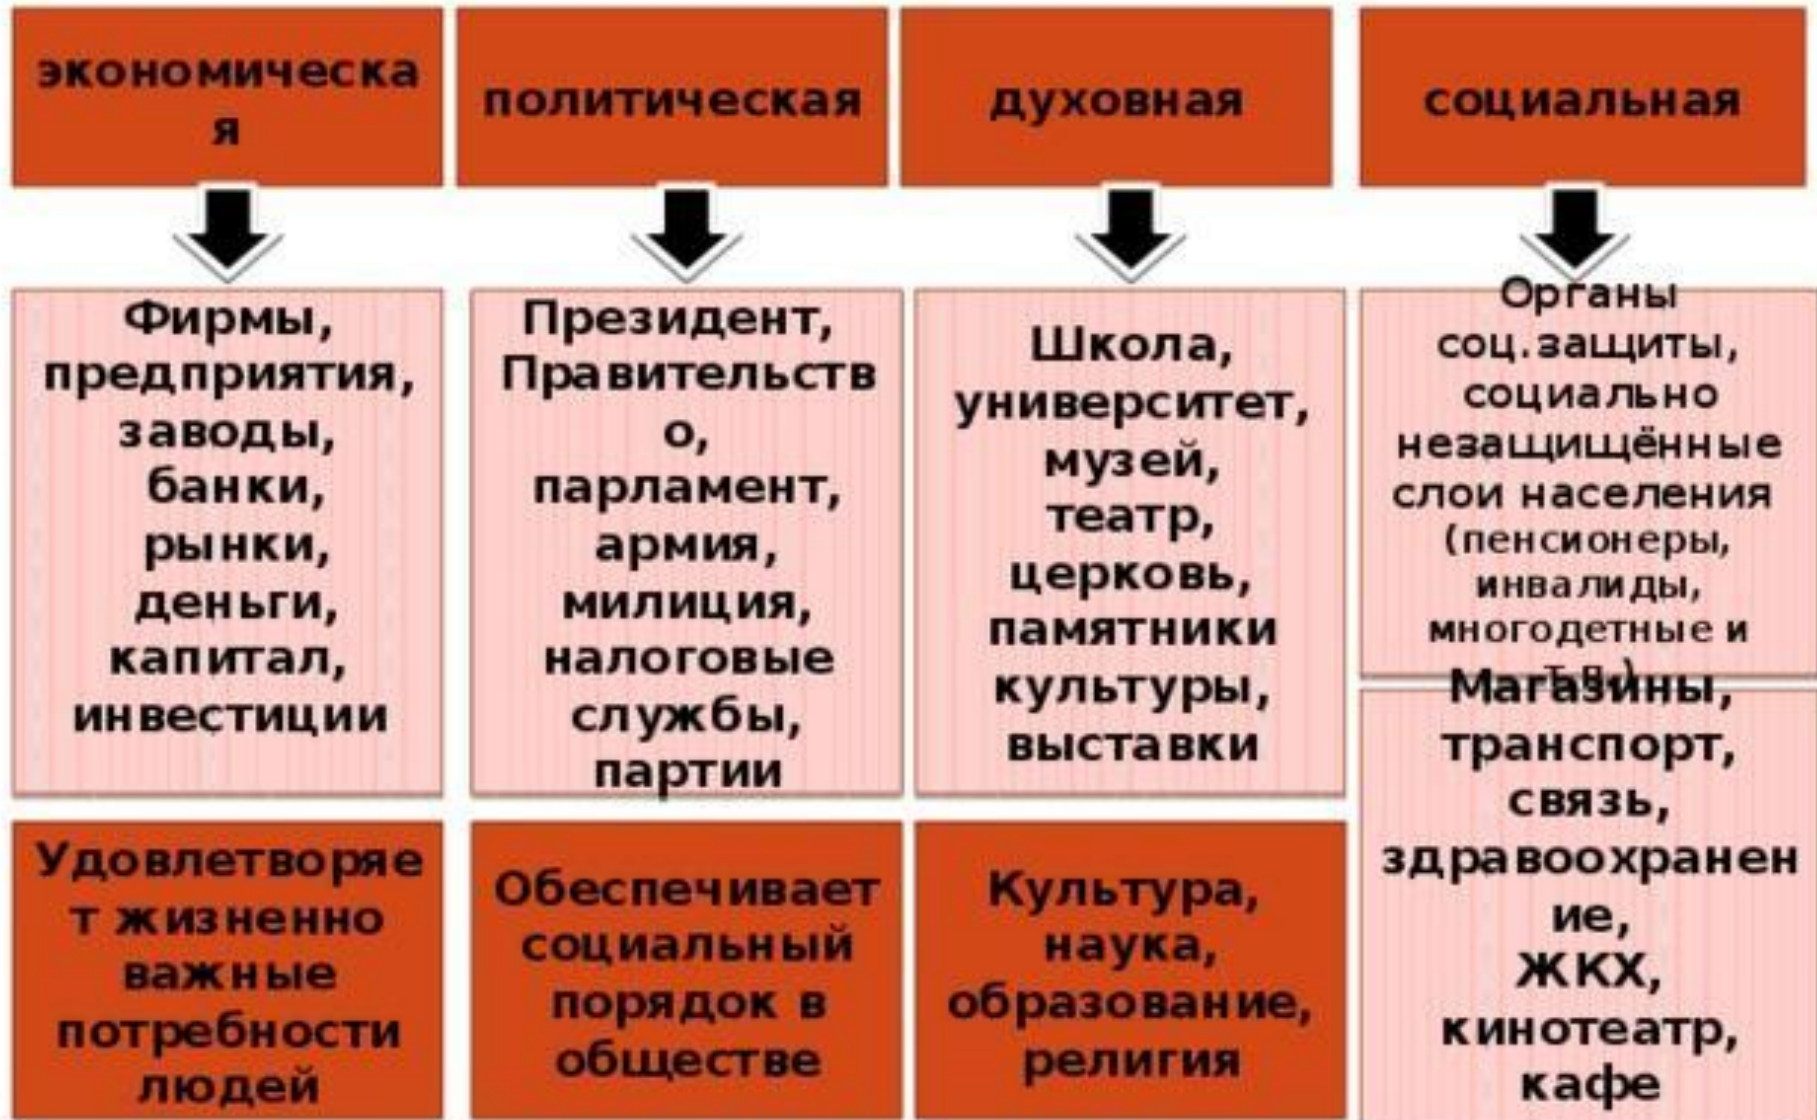 экономическа
я
политическая
духовная
социальная
Фирмы,
предприятия,
заводы,
банки,
рынки,
деньги,
капитал,
инвестиции
Президент,
Правительств
о,
парламент,
армия,
милиция,
налоговые
службы,
партии
Школа,
университет,
музей,
театр,
церковь,
памятники
культуры,
выставки
Органы
соц.защиты,
социально
незащищённые
слои населения
(пенсионеры,
инвалиды,
многодетные и
т.п.)
Магазины,
транспорт,
связь,
здравоохранен
ие,
ЖКХ,
кинотеатр,
кафе
Удовлетворяе
т жизненно
важные
потребности
людей
Обеспечивает
социальный
порядок в
обществе
Культура,
наука,
образование,
религия